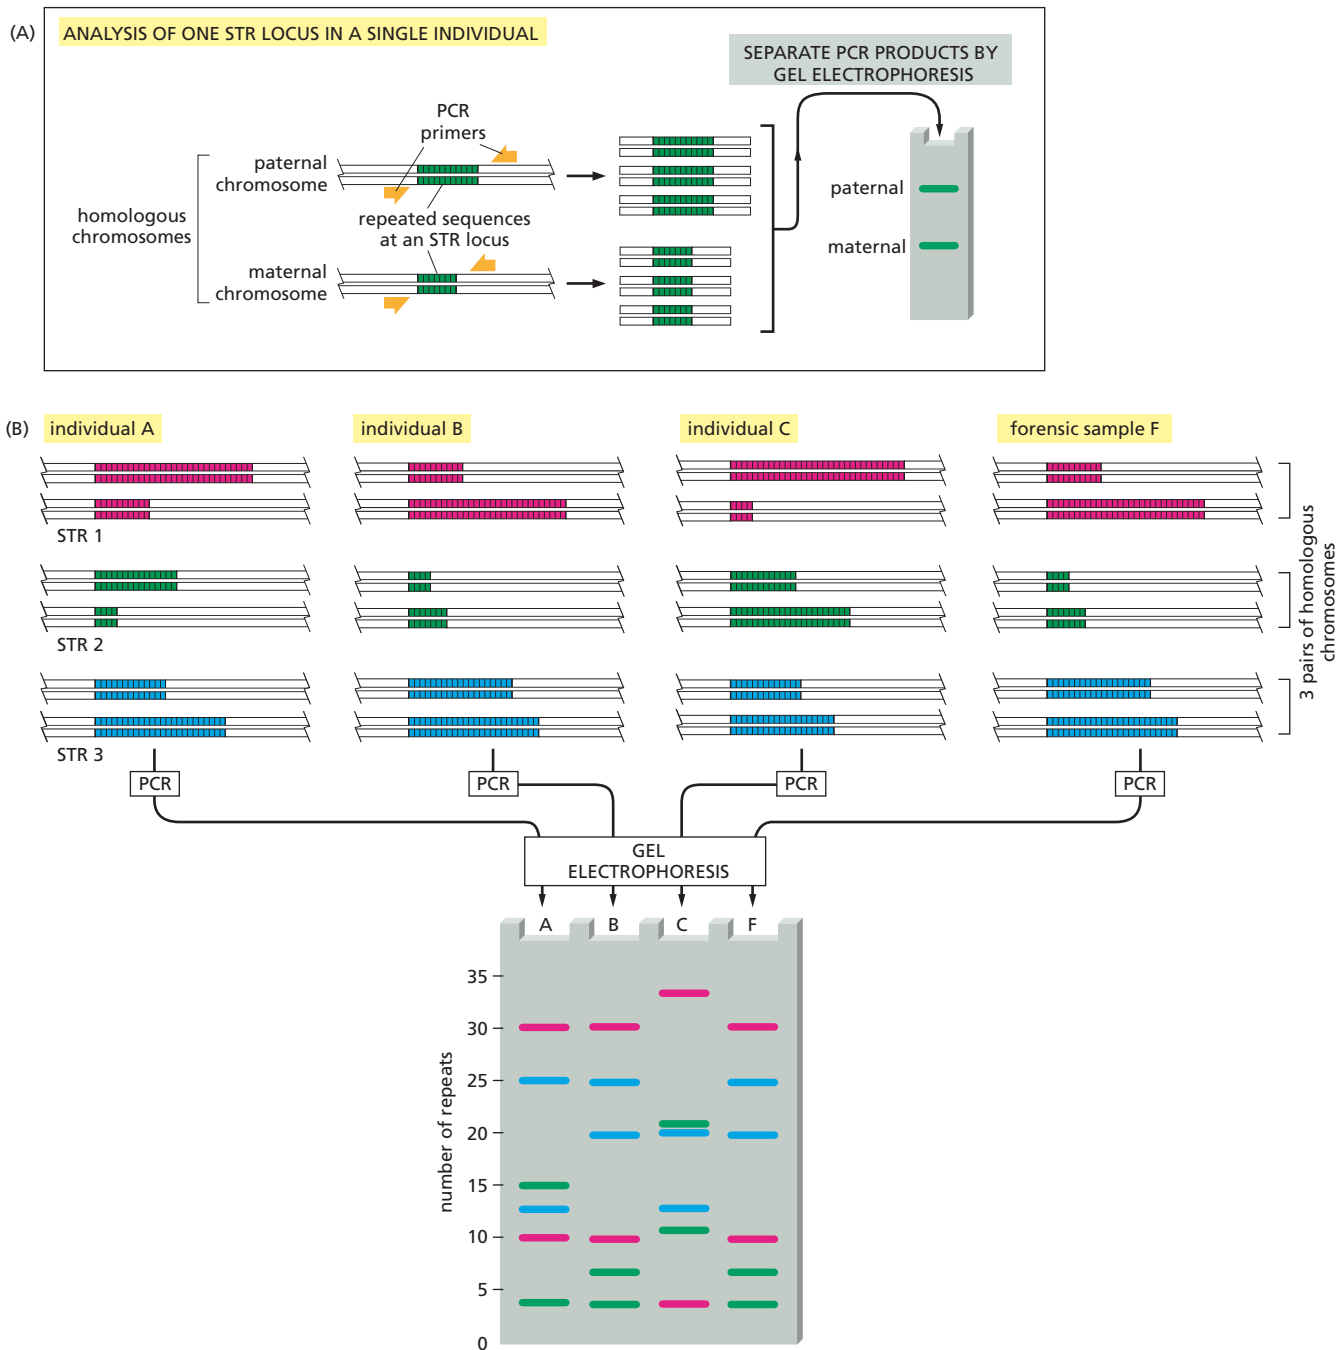 (A)
ANALYSIS OF ONE STR LOCUS IN A SINGLE INDIVIDUAL
SEPARATE PCR PRODUCTS BY
GEL ELECTROPHORESIS
PCR
primers
paternal
chromosome
homologous
chromosomes
repeated sequences
at an STR locus
maternal
chromosome
paternal
maternal
(B)
individual A
individual B
individual C
forensic sample F
STR 1
STR 2
STR 3
3 pairs of homologous
chromosomes
PCR
PCR
PCR
PCR
GEL
ELECTROPHORESIS
A
B
C
F
number of repeats
35
30
25
20
15
10
5
0